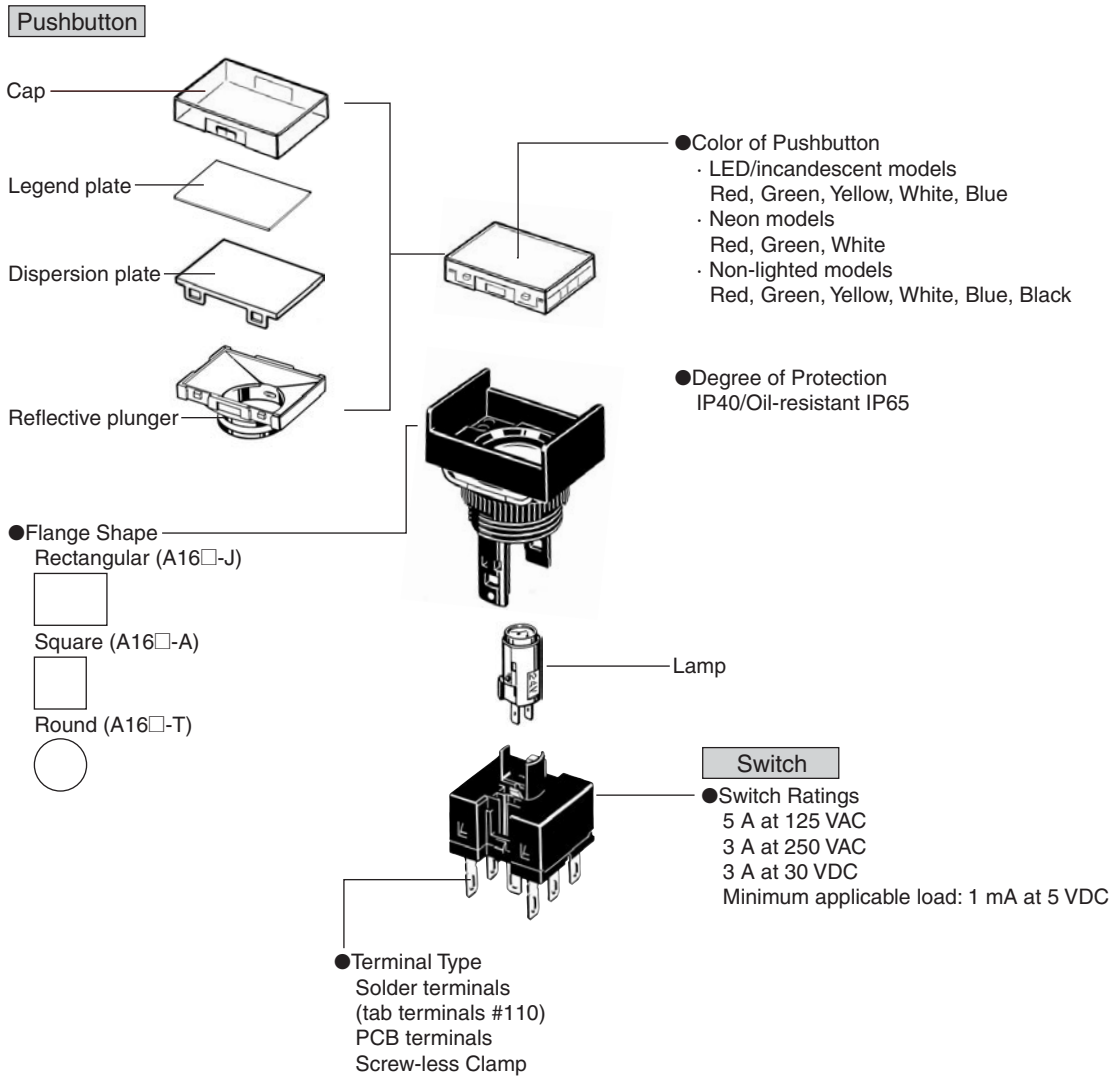 Pushbutton
Cap
Legend plate
Dispersion plate
Reflective plunger
●Color of Pushbutton
· LED/incandescent models
Red, Green, Yellow, White, Blue
· Neon models
Red, Green, White
· Non-lighted models
Red, Green, Yellow, White, Blue, Black
●Degree of Protection
IP40/Oil-resistant IP65
●Flange Shape
Rectangular (A16□-J)
Square (A16□-A)
Round (A16□-T)
Lamp
24V
Switch
●Switch Ratings
5 A at 125 VAC
3 A at 250 VAC
3 A at 30 VDC
Minimum applicable load: 1 mA at 5 VDC
●Terminal Type
Solder terminals
(tab terminals #110)
PCB terminals
Screw-less Clamp